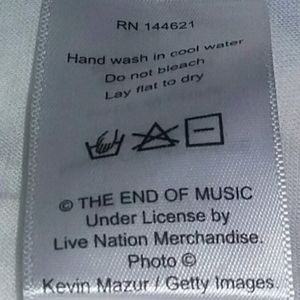 RN 144621
Hand wash in cool water
Do not bleach
Lay flat to dry
© THE END OF MUSIC
Under License by
Live Nation Merchandise.
Photo ©
Kevin Mazur / Getty Images.